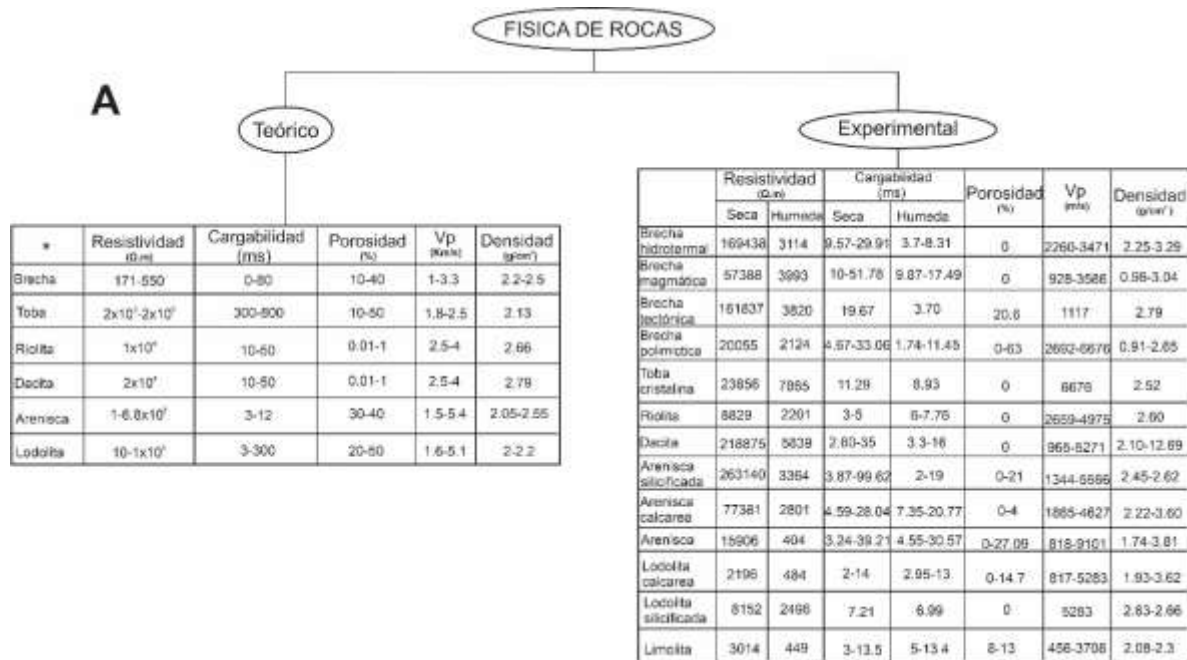 FISICA DE ROCAS
A
Teórico
Experimental
* Resistividad (Ω.m) Cargabilidad (ms) Porosidad (%) Vp (Km/s) Densidad (g/cm³)
Brecha 171-550 0-80 10-40 1-3.3 2.2-2.5
Toba 300-800 10-50 1.8-2.5 2.13
Riolita 10-50 0.01-1 2.5-4 2.66
Dacita 10-50 0.01-1 2.5-4 2.79
Arenisca 3-12 30-40 1.5-5.4 2.05-2.55
Lodolita 3-300 20-50 1.6-5.1 2-2.2
Resistividad (Ω.m) Cargabilidad (ms) Porosidad (%) Vp (m/s) Densidad (g/cm³)
Seca Humeda Seca Humeda
Brecha hidrotermal 169438 3114 9.57-29.91 3.7-8.31 0 2260-3471 2.25-3.29
Brecha magmática 57388 3993 10-51.78 9.87-17.49 0 928-3586 0.98-3.04
Brecha tectónica 161837 3820 19.67 3.70 20.6 1117 2.79
Brecha polimictica 20055 2124 4.67-33.06 1.74-11.45 0-63 2692-6676 0.91-2.65
Toba cristalina 23856 7865 11.29 8.93 0 6676 2.52
Riolita 8829 2201 3-5 6-7.76 0 2659-4975 2.60
Dacita 218875 5839 2.80-35 3.3-16 0 965-5271 2.10-12.69
Arenisca silicificada 263140 3364 3.87-99.62 2-19 0-21 1344-5556 2.45-2.62
Arenisca calcarea 77381 2801 4.59-28.04 7.35-20.77 0-4 1865-4627 2.22-3.60
Arenisca 15906 404 3.24-39.21 4.55-30.57 0-27.09 818-9101 1.74-3.81
Lodolita calcarea 2196 484 2-14 2.95-13 0-14.7 817-5283 1.93-3.62
Lodolita silicificada 8152 2466 7.21 6.99 0 5283 2.63-2.66
Limolita 3014 449 3-13.5 5-13.4 8-13 456-3708 2.08-2.3